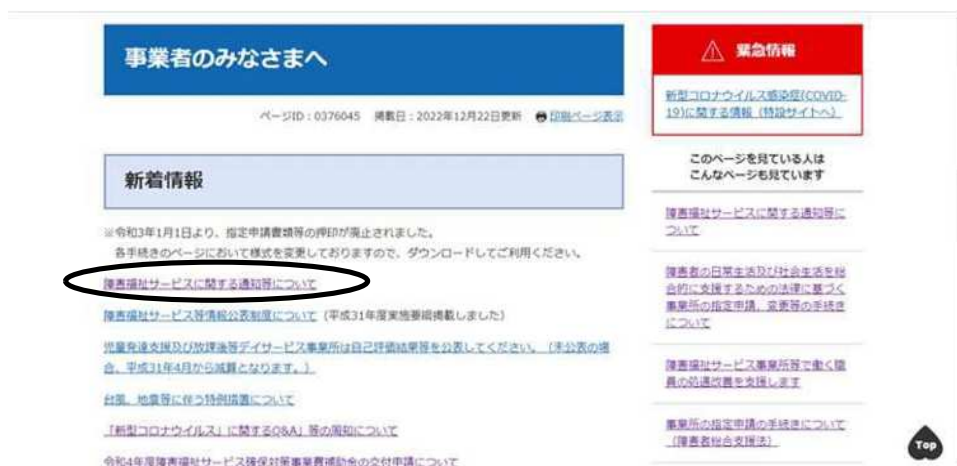 事業者のみなさまへ
ページID：0376045　掲載日：2022年12月22日更新　印刷ページ表示
新着情報
※令和3年1月1日より、指定申請書類等の押印が廃止されました。
各手続きのページにおいて様式を変更しておりますので、ダウンロードしてご利用ください。
障害福祉サービスに関する通知等について
障害福祉サービス等情報公表制度について（平成31年度実施要綱掲載しました）
児童発達支援及び放課後等デイサービス事業所は自己評価結果等を公表してください。（未公表の場
合、平成31年4月から減算となります。）
台風、地震等に伴う特例措置について
「新型コロナウイルス」に関するQ&A」等の周知について
令和4年度障害福祉サービス確保対策事業費補助金の交付申請について
緊急情報
新型コロナウイルス感染症(COVID-
19)に関する情報（特設サイトへ）
このページを見ている人は
こんなページも見ています
障害福祉サービスに関する通知等に
ついて
障害者の日常生活及び社会生活を総
合的に支援するための法律に基づく
事業所の指定申請、変更等の手続き
について
障害福祉サービス事業所等で働く職
員の処遇改善を支援します
事業所の指定申請の手続きについて
（障害者総合支援法）
Top